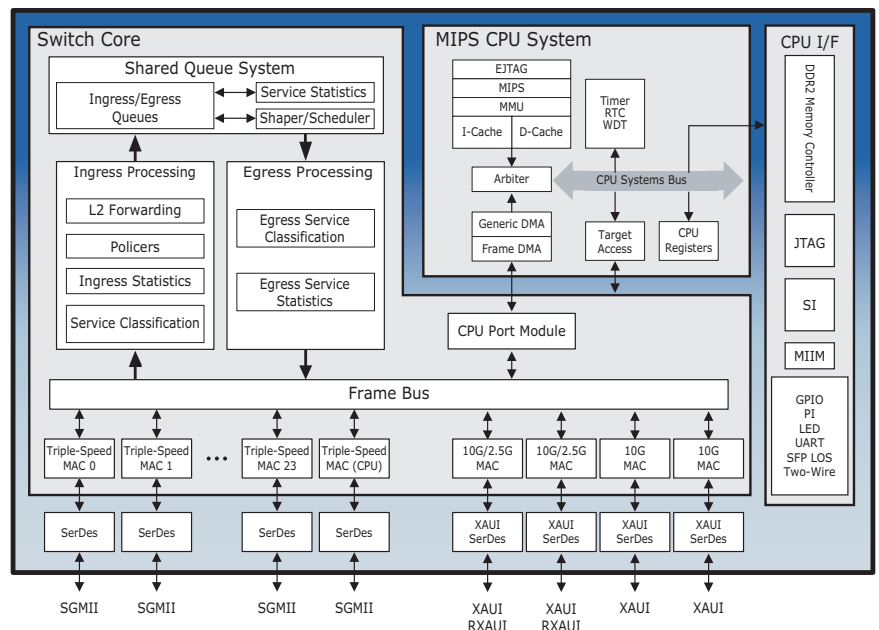 Switch Core
Shared Queue System
Ingress/Egress
Queues
Service Statistics
Shaper/Scheduler
Ingress Processing
L2 Forwarding
Policers
Ingress Statistics
Service Classification
Egress Processing
Egress Service
Classification
Egress Service
Statistics
MIPS CPU System
EJTAG
MIPS
MMU
I-Cache
D-Cache
Timer
RTC
WDT
Arbiter
CPU Systems Bus
Generic DMA
Frame DMA
Target
Access
CPU
Registers
CPU Port Module
CPU I/F
DDR2 Memory Controller
JTAG
SI
MIIM
GPIO
PI
LED
UART
SFP LOS
Two-Wire
Frame Bus
Triple-Speed
MAC 0
Triple-Speed
MAC 1
...
Triple-Speed
MAC 23
Triple-Speed
MAC (CPU)
10G/2.5G
MAC
10G/2.5G
MAC
10G
MAC
10G
MAC
SerDes
SerDes
SerDes
SerDes
XAUI
SerDes
XAUI
SerDes
XAUI
SerDes
XAUI
SerDes
SGMII
SGMII
SGMII
SGMII
XAUI
RXAUI
XAUI
RXAUI
XAUI
XAUI